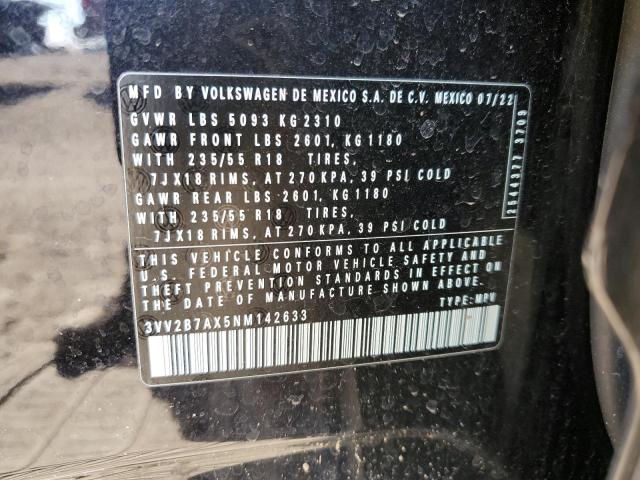 MFD BY VOLKSWAGEN DE MEXICO S.A. DE C.V. MEXICO 07/22
GVWR LBS 5093 KG 2310
GAWR FRONT LBS 2601, KG 1180
WITH 235/55 R18 TIRES,
7JX18 RIMS, AT 270 KPA, 39 PSI COLD
GAWR REAR LBS 2601, KG 1180
WITH 235/55 R18 TIRES,
7JX18 RIMS, AT 270 KPA, 39 PSI COLD
THIS VEHICLE CONFORMS TO ALL APPLICABLE
U.S. FEDERAL MOTOR VEHICLE SAFETY AND
THEFT PREVENTION STANDARDS IN EFFECT ON
THE DATE OF MANUFACTURE SHOWN ABOVE.
3VV2B7AX5NM142633 TYPE: MPV
2544377 3709